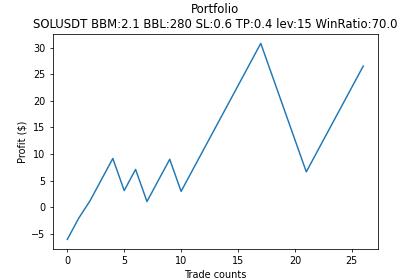 Portfolio
SOLUSDT BBM:2.1 BBL:280 SL:0.6 TP:0.4 lev:15 WinRatio:70.0
Profit ($)
30
25
20
15
10
5
0
−5
0 5 10 15 20 25
Trade counts